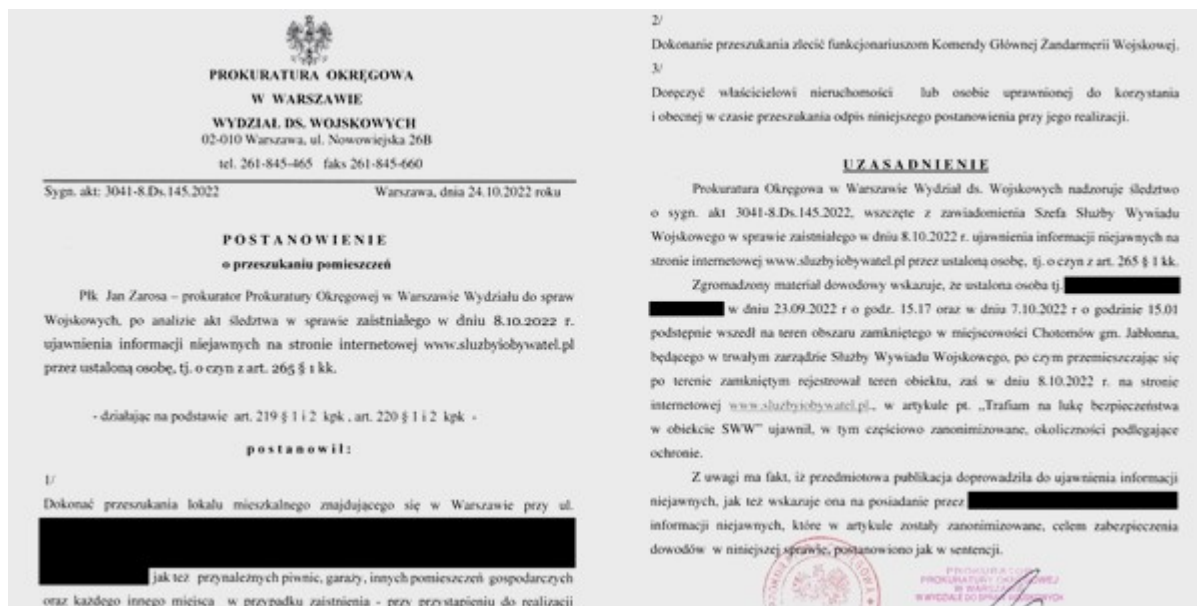 PROKURATURA OKRĘGOWA
W WARSZAWIE
WYDZIAŁ DS. WOJSKOWYCH
02-010 Warszawa, ul. Nowowiejska 26B
tel. 261-845-465 faks 261-845-660
Sygn. akt: 3041-8.Ds.145.2022 Warszawa, dnia 24.10.2022 roku
POSTANOWIENIE
o przeszukaniu pomieszczeń
Płk Jan Zarosa – prokurator Prokuratury Okręgowej w Warszawie Wydziału do spraw
Wojskowych, po analizie akt śledztwa w sprawie zaistniałego w dniu 8.10.2022 r.
ujawnienia informacji niejawnych na stronie internetowej www.sluzbyiobywatel.pl
przez ustaloną osobę, tj. o czyn z art. 265 § 1 kk.
- działając na podstawie art. 219 § 1 i 2 kpk , art. 220 § 1 i 2 kpk -
postanowił:
1/
Dokonać przeszukania lokalu mieszkalnego znajdującego się w Warszawie przy ul.
jak też przynależnych piwnic, garaży, innych pomieszczeń gospodarczych
oraz każdego innego miejsca w przypadku zaistnienia - przy przystąpieniu do realizacji
2/
Dokonanie przeszukania zlecić funkcjonariuszom Komendy Głównej Żandarmerii Wojskowej.
3/
Doręczyć właścicielowi nieruchomości lub osobie uprawnionej do korzystania
i obecnej w czasie przeszukania odpis niniejszego postanowienia przy jego realizacji.
UZASADNIENIE
Prokuratura Okręgowa w Warszawie Wydział ds. Wojskowych nadzoruje śledztwo
o sygn. akt 3041-8.Ds.145.2022, wszczęte z zawiadomienia Szefa Służby Wywiadu
Wojskowego w sprawie zaistniałego w dniu 8.10.2022 r. ujawnienia informacji niejawnych na
stronie internetowej www.sluzbyiobywatel.pl przez ustaloną osobę, tj. o czyn z art. 265 § 1 kk.
Zgromadzony materiał dowodowy wskazuje, że ustalona osoba tj.
w dniu 23.09.2022 r o godz. 15.17 oraz w dniu 7.10.2022 r o godzinie 15.01
podstępnie wszedł na teren obszaru zamkniętego w miejscowości Chotomów gm. Jabłonna,
będącego w trwałym zarządzie Służby Wywiadu Wojskowego, po czym przemieszczając się
po terenie zamkniętym rejestrował teren obiektu, zaś w dniu 8.10.2022 r. na stronie
internetowej www.sluzbyiobywatel.pl., w artykule pt. „Trafiam na lukę bezpieczeństwa
w obiekcie SWW" ujawnił, w tym częściowo zanonimizowane, okoliczności podlegające
ochronie.
Z uwagi ma fakt, iż przedmiotowa publikacja doprowadziła do ujawnienia informacji
niejawnych, jak też wskazuje ona na posiadanie przez
informacji niejawnych, które w artykule zostały zanonimizowane, celem zabezpieczenia
dowodów w niniejszej sprawie, postanowiono jak w sentencji.
PROKURATOR
PROKURATURY OKRĘGOWEJ
W WARSZAWIE
W WYDZIALE DO SPRAW WOJSKOWYCH